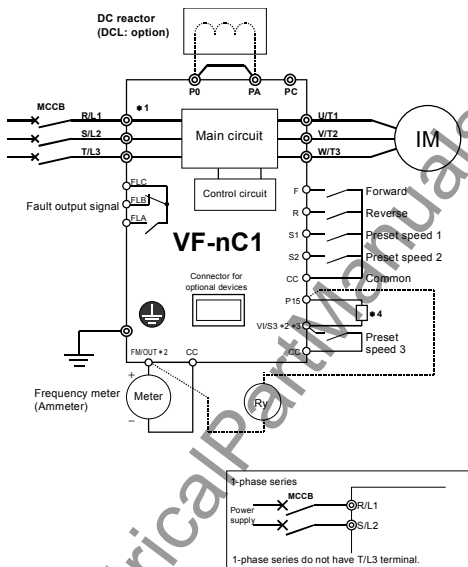 DC reactor
(DCL: option)
P0 PA PC
MCCB
R/L1 *1
S/L2
T/L3
Main circuit
Control circuit
U/T1
V/T2
W/T3
IM
FLC
FLB
FLA
Fault output signal
VF-nC1
Connector for
optional devices
F Forward
R Reverse
S1 Preset speed 1
S2 Preset speed 2
CC Common
P15
*4
VI/S3 *2 *3
Preset
speed 3
CC
FM/OUT *2 CC
+
Frequency meter
(Ammeter)
Meter
−
Ry
1-phase series
MCCB
Power
supply
R/L1
S/L2
1-phase series do not have T/L3 terminal.
ricalPartManuals